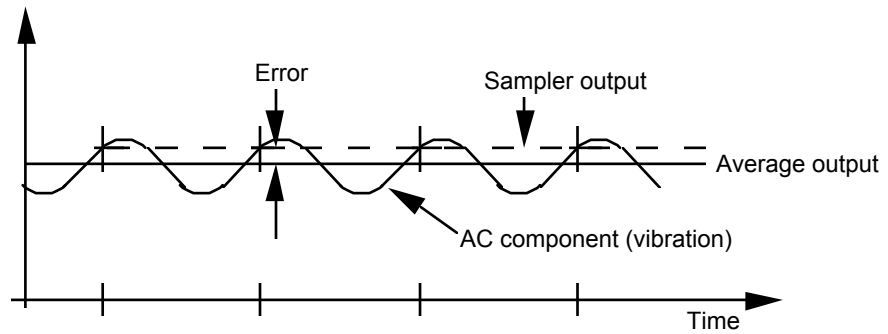 Error
Sampler output
Average output
AC component (vibration)
Time